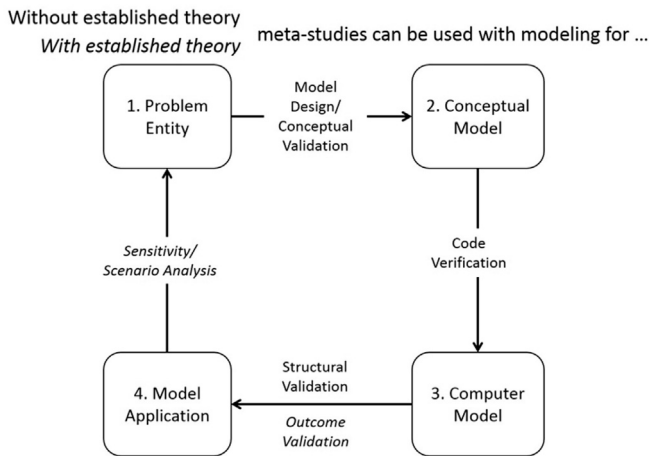 Without established theory
With established theory
meta-studies can be used with modeling for ...
1. Problem
Entity
Model
Design/
Conceptual
Validation
2. Conceptual
Model
Sensitivity/
Scenario Analysis
Code
Verification
4. Model
Application
Structural
Validation
Outcome
Validation
3. Computer
Model